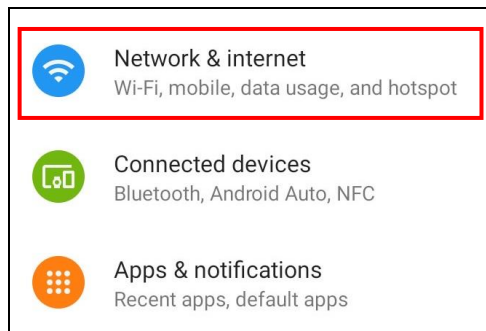 Network & internet
Wi-Fi, mobile, data usage, and hotspot
Connected devices
Bluetooth, Android Auto, NFC
Apps & notifications
Recent apps, default apps